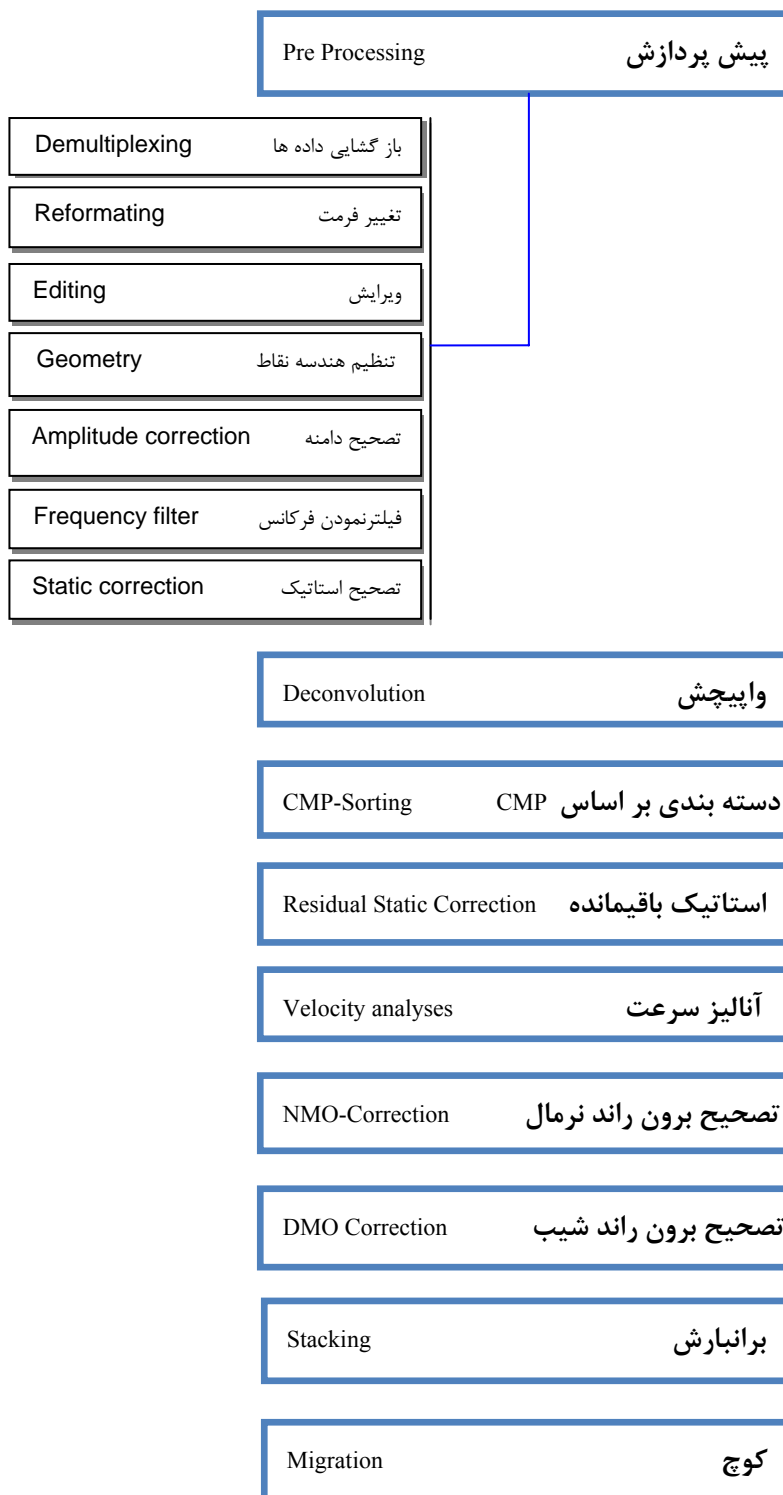 پیش پردازش Pre Processing
باز گشایی داده ها Demultiplexing
تغییر فرمت Reformating
ویرایش Editing
تنظیم هندسه نقاط Geometry
تصحیح دامنه Amplitude correction
فیلترنمودن فرکانس Frequency filter
تصحیح استاتیک Static correction
واپیچش Deconvolution
دسته بندی بر اساس CMP CMP-Sorting
استاتیک باقیمانده Residual Static Correction
آنالیز سرعت Velocity analyses
تصحیح برون راند نرمال NMO-Correction
تصحیح برون راند شیب DMO Correction
برانبارش Stacking
کوچ Migration